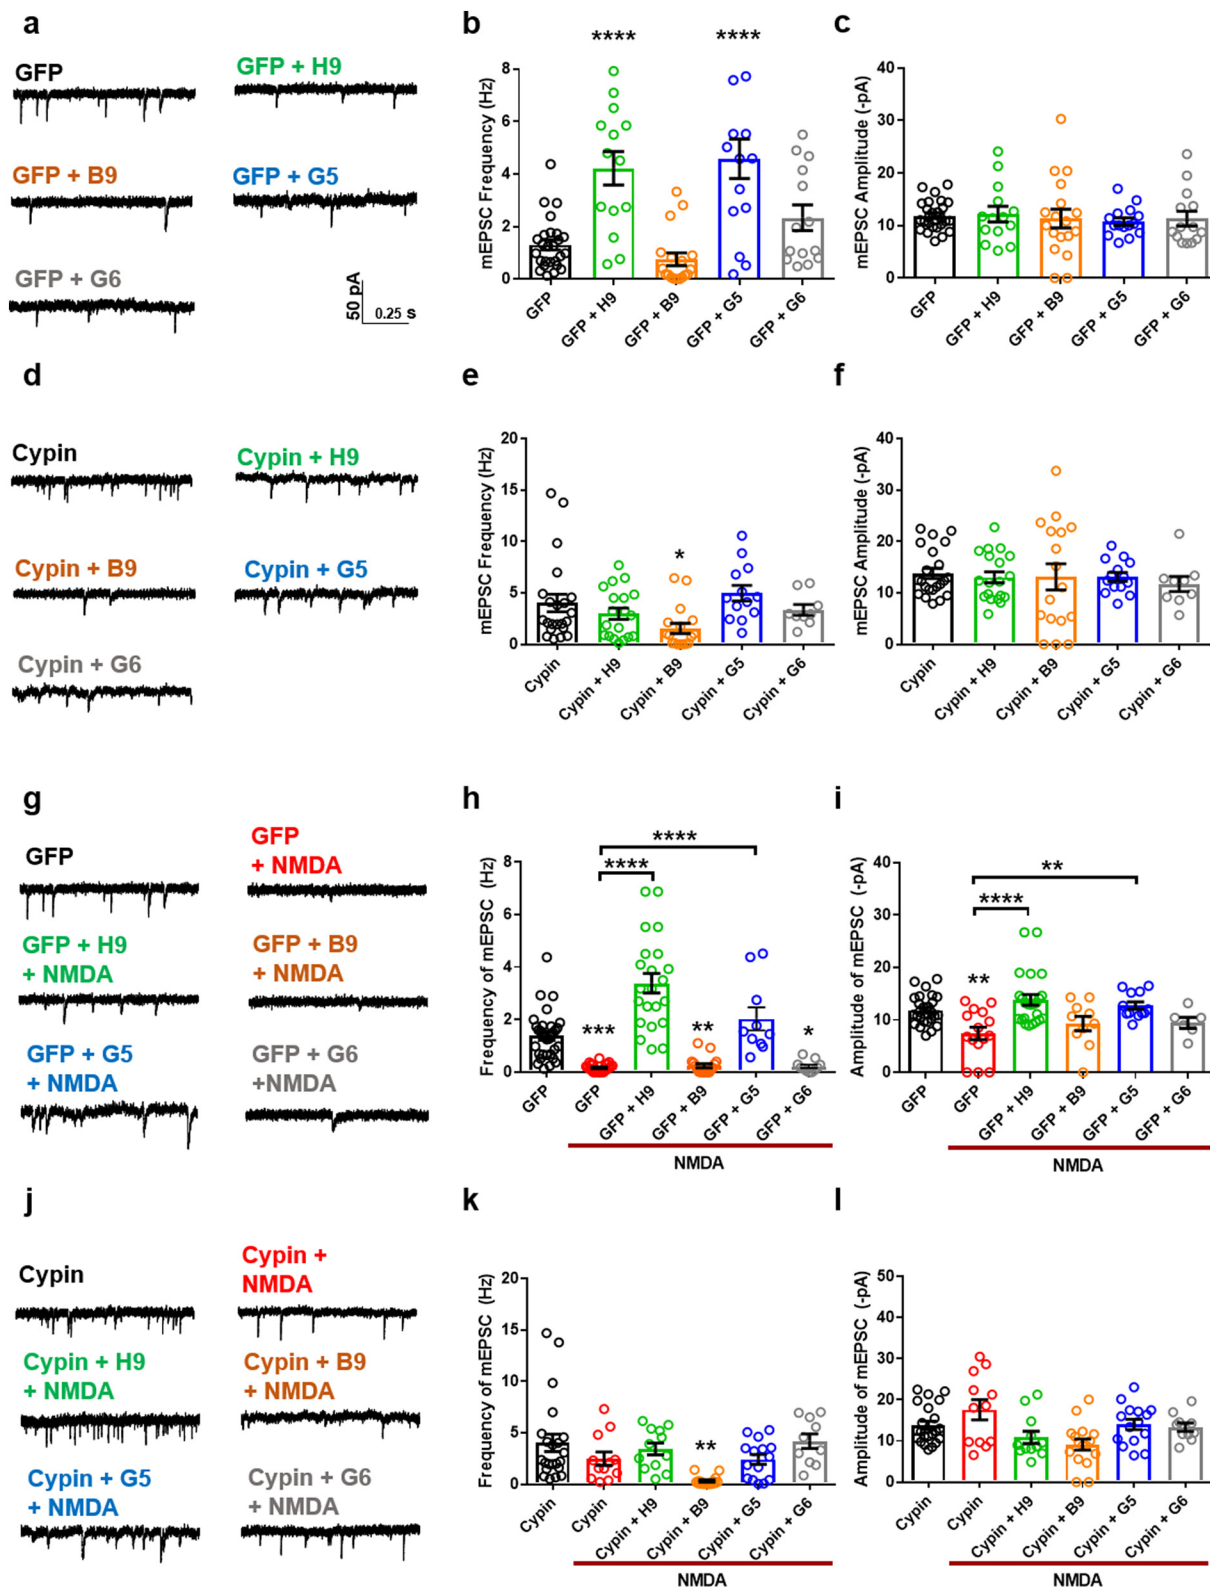 a
GFP
GFP + H9
GFP + B9
GFP + G5
GFP + G6
50 pA
0.25 s
b
****
****
mEPSC Frequency (Hz)
8
6
4
2
0
GFP
GFP + H9
GFP + B9
GFP + G5
GFP + G6
c
mEPSC Amplitude (-pA)
40
30
20
10
0
GFP
GFP + H9
GFP + B9
GFP + G5
GFP + G6
d
Cypin
Cypin + H9
Cypin + B9
Cypin + G5
Cypin + G6
e
mEPSC Frequency (Hz)
20
15
10
5
0
*
Cypin
Cypin + H9
Cypin + B9
Cypin + G5
Cypin + G6
f
mEPSC Amplitude (-pA)
40
30
20
10
0
Cypin
Cypin + H9
Cypin + B9
Cypin + G5
Cypin + G6
g
GFP
GFP
+ NMDA
GFP + H9
+ NMDA
GFP + B9
+ NMDA
GFP + G5
+ NMDA
GFP + G6
+NMDA
h
Frequency of mEPSC (Hz)
8
6
4
2
0
****
****
***
**
*
GFP
GFP
GFP + H9
GFP + B9
GFP + G5
GFP + G6
NMDA
i
Amplitude of mEPSC (-pA)
40
30
20
10
0
**
****
**
GFP
GFP
GFP + H9
GFP + B9
GFP + G5
GFP + G6
NMDA
j
Cypin
Cypin +
NMDA
Cypin + H9
+ NMDA
Cypin + B9
+ NMDA
Cypin + G5
+ NMDA
Cypin + G6
+ NMDA
k
Frequency of mEPSC (Hz)
20
15
10
5
0
**
Cypin
Cypin
Cypin + H9
Cypin + B9
Cypin + G5
Cypin + G6
NMDA
l
Amplitude of mEPSC (-pA)
50
40
30
20
10
0
Cypin
Cypin
Cypin + H9
Cypin + B9
Cypin + G5
Cypin + G6
NMDA